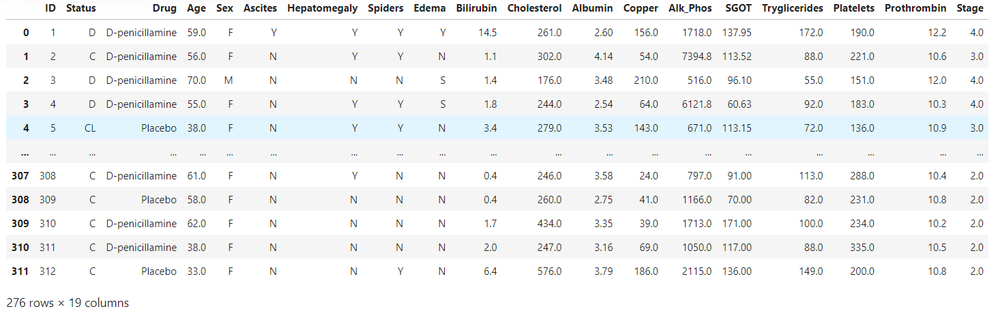 ID Status Drug Age Sex Ascites Hepatomegaly Spiders Edema Bilirubin Cholesterol Albumin Copper Alk_Phos SGOT Tryglicerides Platelets Prothrombin Stage
0 1 D D-penicillamine 59.0 F Y Y Y Y 14.5 261.0 2.60 156.0 1718.0 137.95 172.0 190.0 12.2 4.0
1 2 C D-penicillamine 56.0 F N Y Y N 1.1 302.0 4.14 54.0 7394.8 113.52 88.0 221.0 10.6 3.0
2 3 D D-penicillamine 70.0 M N N N S 1.4 176.0 3.48 210.0 516.0 96.10 55.0 151.0 12.0 4.0
3 4 D D-penicillamine 55.0 F N Y Y S 1.8 244.0 2.54 64.0 6121.8 60.63 92.0 183.0 10.3 4.0
4 5 CL Placebo 38.0 F N Y Y N 3.4 279.0 3.53 143.0 671.0 113.15 72.0 136.0 10.9 3.0
... ... ... ... ... ... ... ... ... ... ... ... ... ... ... ... ... ... ... ...
307 308 C D-penicillamine 61.0 F N Y N N 0.4 246.0 3.58 24.0 797.0 91.00 113.0 288.0 10.4 2.0
308 309 C Placebo 58.0 F N N N N 0.4 260.0 2.75 41.0 1166.0 70.00 82.0 231.0 10.8 2.0
309 310 C D-penicillamine 62.0 F N N N N 1.7 434.0 3.35 39.0 1713.0 171.00 100.0 234.0 10.2 2.0
310 311 C D-penicillamine 38.0 F N N N N 2.0 247.0 3.16 69.0 1050.0 117.00 88.0 335.0 10.5 2.0
311 312 C Placebo 33.0 F N N Y N 6.4 576.0 3.79 186.0 2115.0 136.00 149.0 200.0 10.8 2.0
276 rows × 19 columns